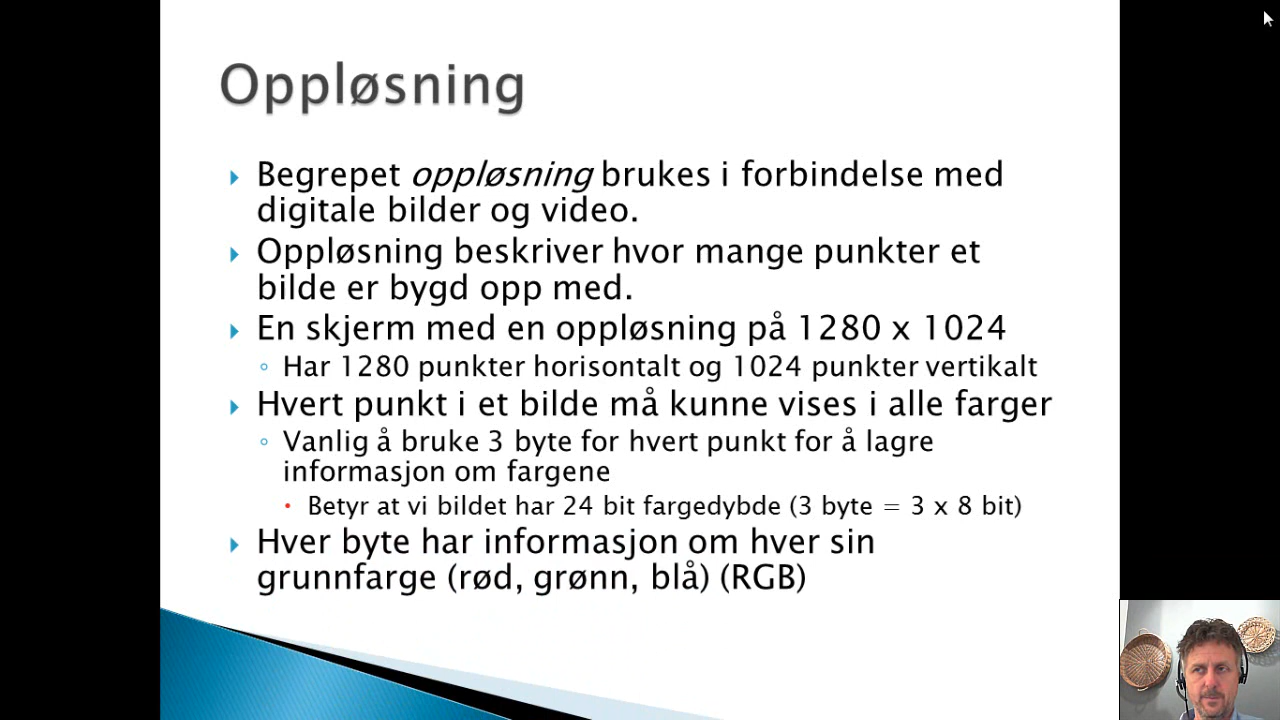 Oppløsning
Begrepet oppløsning brukes i forbindelse med
digitale bilder og video.
Oppløsning beskriver hvor mange punkter et
bilde er bygd opp med.
En skjerm med en oppløsning på 1280 x 1024
Har 1280 punkter horisontalt og 1024 punkter vertikalt
Hvert punkt i et bilde må kunne vises i alle farger
Vanlig å bruke 3 byte for hvert punkt for å lagre
informasjon om fargene
Betyr at vi bildet har 24 bit fargedybde (3 byte = 3 x 8 bit)
Hver byte har informasjon om hver sin
grunnfarge (rød, grønn, blå) (RGB)